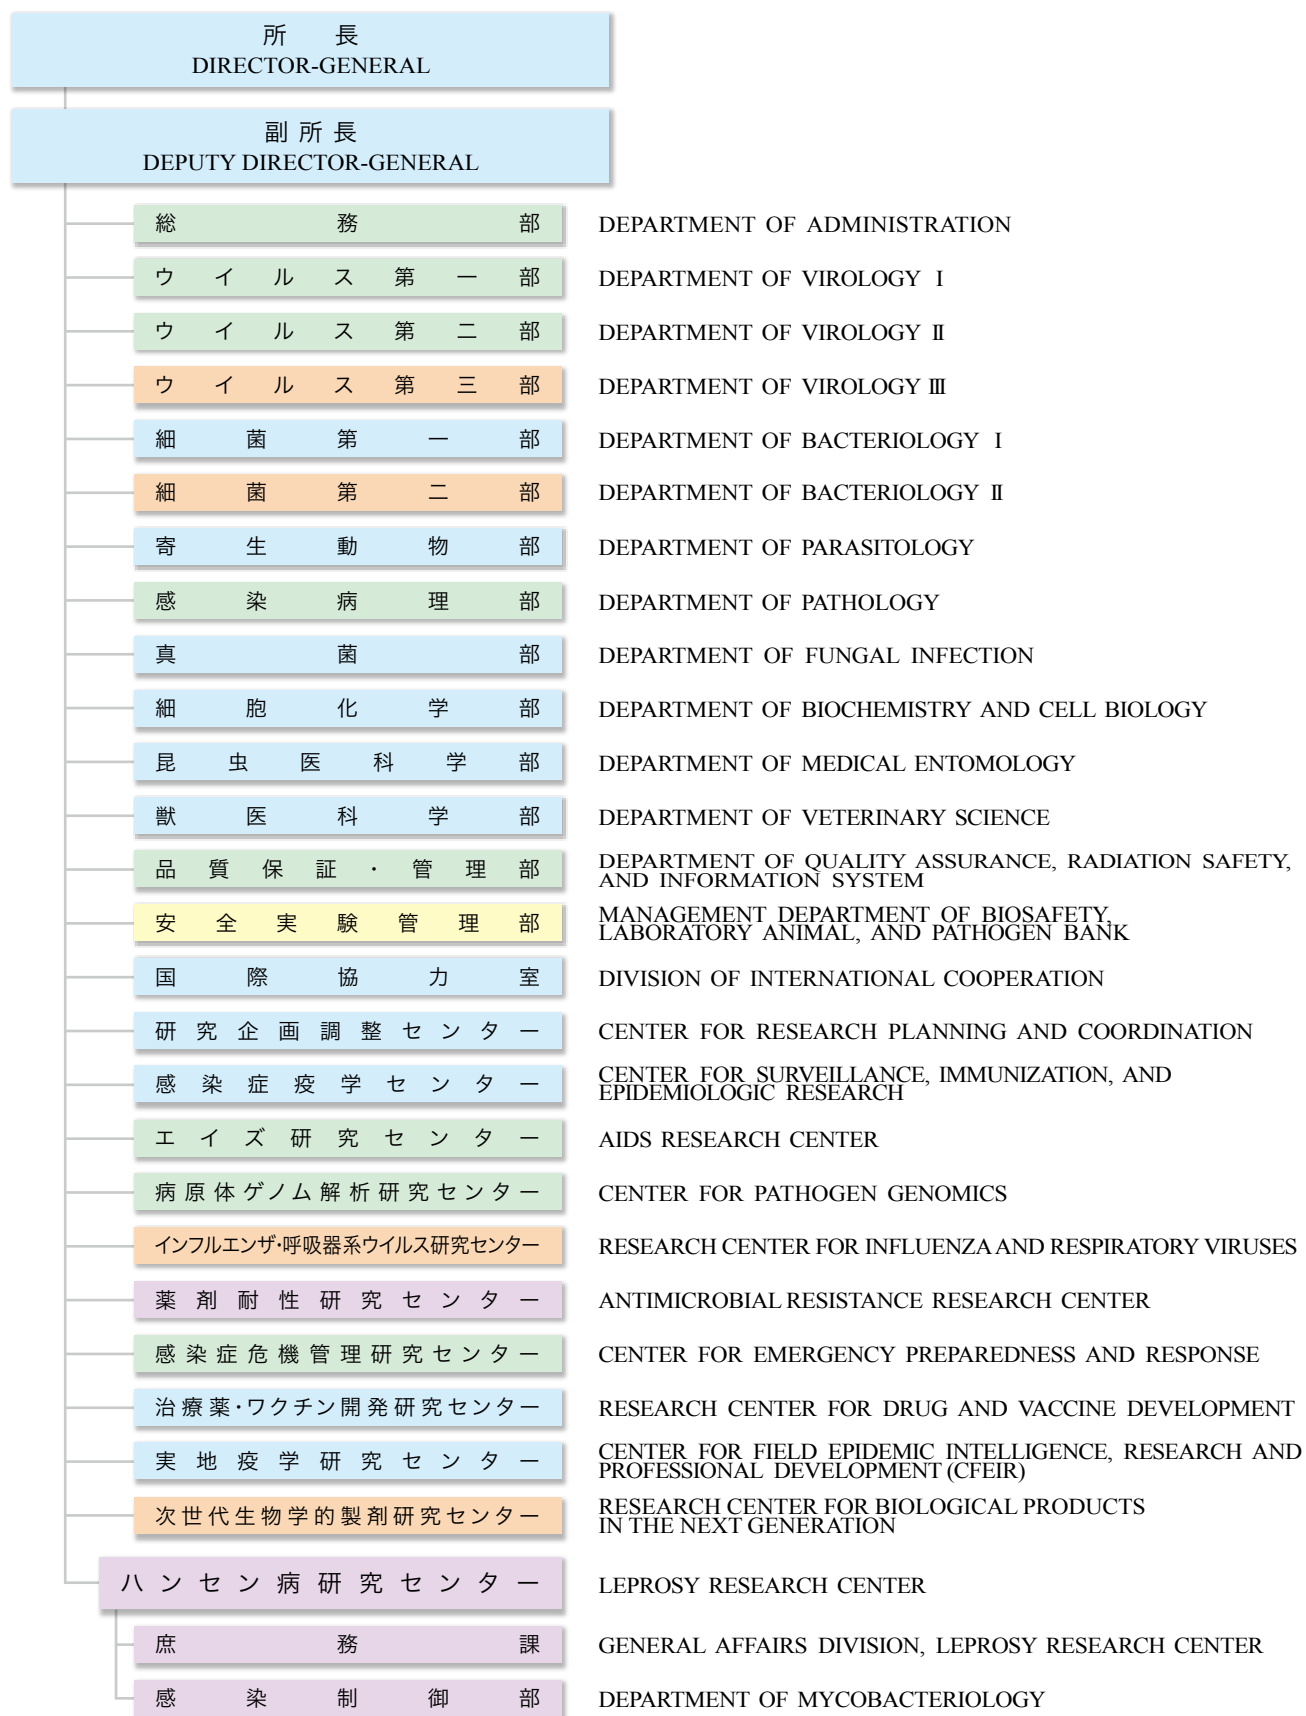 所 長
DIRECTOR-GENERAL
副所長
DEPUTY DIRECTOR-GENERAL
総務部 DEPARTMENT OF ADMINISTRATION
ウイルス第一部 DEPARTMENT OF VIROLOGY Ⅰ
ウイルス第二部 DEPARTMENT OF VIROLOGY Ⅱ
ウイルス第三部 DEPARTMENT OF VIROLOGY Ⅲ
細菌第一部 DEPARTMENT OF BACTERIOLOGY Ⅰ
細菌第二部 DEPARTMENT OF BACTERIOLOGY Ⅱ
寄生動物部 DEPARTMENT OF PARASITOLOGY
感染病理部 DEPARTMENT OF PATHOLOGY
真菌部 DEPARTMENT OF FUNGAL INFECTION
細胞化学部 DEPARTMENT OF BIOCHEMISTRY AND CELL BIOLOGY
昆虫医科学部 DEPARTMENT OF MEDICAL ENTOMOLOGY
獣医科学部 DEPARTMENT OF VETERINARY SCIENCE
品質保証・管理部 DEPARTMENT OF QUALITY ASSURANCE, RADIATION SAFETY,
AND INFORMATION SYSTEM
安全実験管理部 MANAGEMENT DEPARTMENT OF BIOSAFETY,
LABORATORY ANIMAL, AND PATHOGEN BANK
国際協力室 DIVISION OF INTERNATIONAL COOPERATION
研究企画調整センター CENTER FOR RESEARCH PLANNING AND COORDINATION
感染症疫学センター CENTER FOR SURVEILLANCE, IMMUNIZATION, AND
EPIDEMIOLOGIC RESEARCH
エイズ研究センター AIDS RESEARCH CENTER
病原体ゲノム解析研究センター CENTER FOR PATHOGEN GENOMICS
インフルエンザ・呼吸器系ウイルス研究センター RESEARCH CENTER FOR INFLUENZA AND RESPIRATORY VIRUSES
薬剤耐性研究センター ANTIMICROBIAL RESISTANCE RESEARCH CENTER
感染症危機管理研究センター CENTER FOR EMERGENCY PREPAREDNESS AND RESPONSE
治療薬・ワクチン開発研究センター RESEARCH CENTER FOR DRUG AND VACCINE DEVELOPMENT
実地疫学研究センター CENTER FOR FIELD EPIDEMIC INTELLIGENCE, RESEARCH AND
PROFESSIONAL DEVELOPMENT (CFEIR)
次世代生物学的製剤研究センター RESEARCH CENTER FOR BIOLOGICAL PRODUCTS
IN THE NEXT GENERATION
ハンセン病研究センター LEPROSY RESEARCH CENTER
庶務課 GENERAL AFFAIRS DIVISION, LEPROSY RESEARCH CENTER
感染制御部 DEPARTMENT OF MYCOBACTERIOLOGY